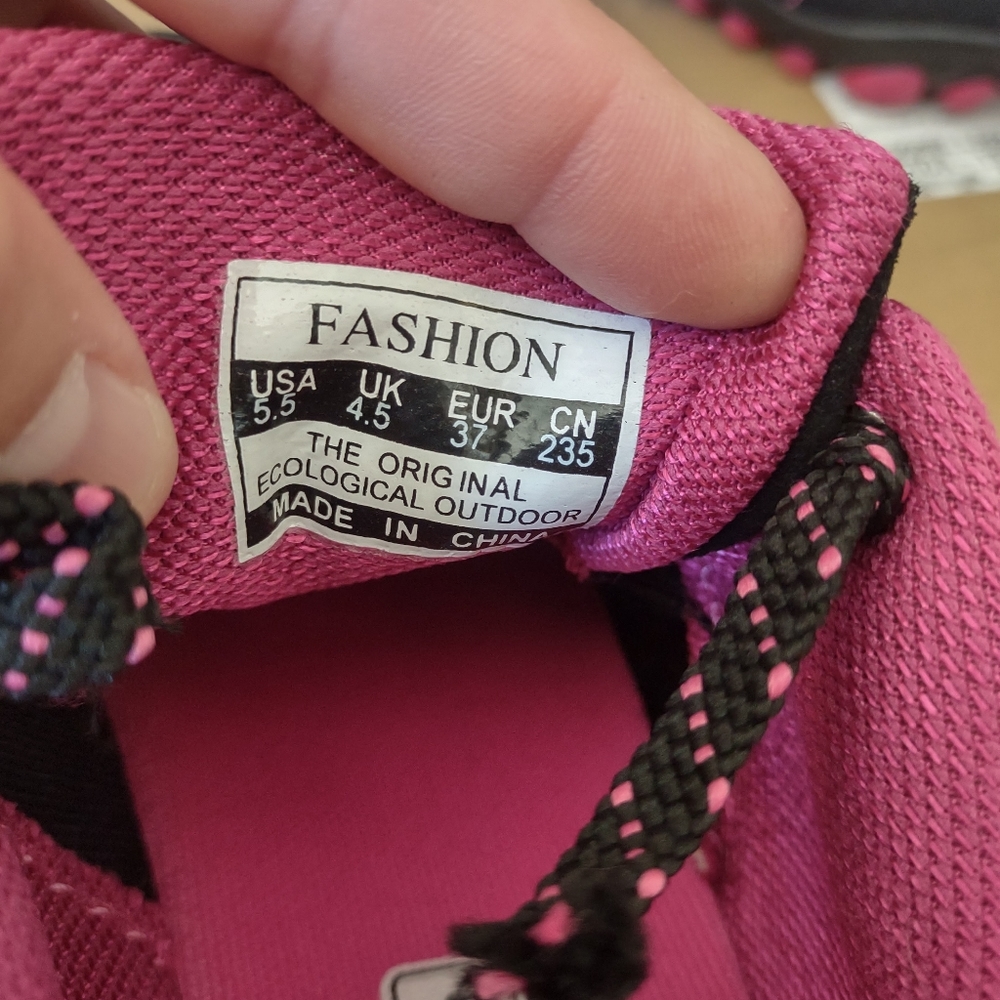 FASHION
USA UK EUR CN
5.5 4.5 37 235
THE ORIGINAL
ECOLOGICAL OUTDOOR
MADE IN CHINA